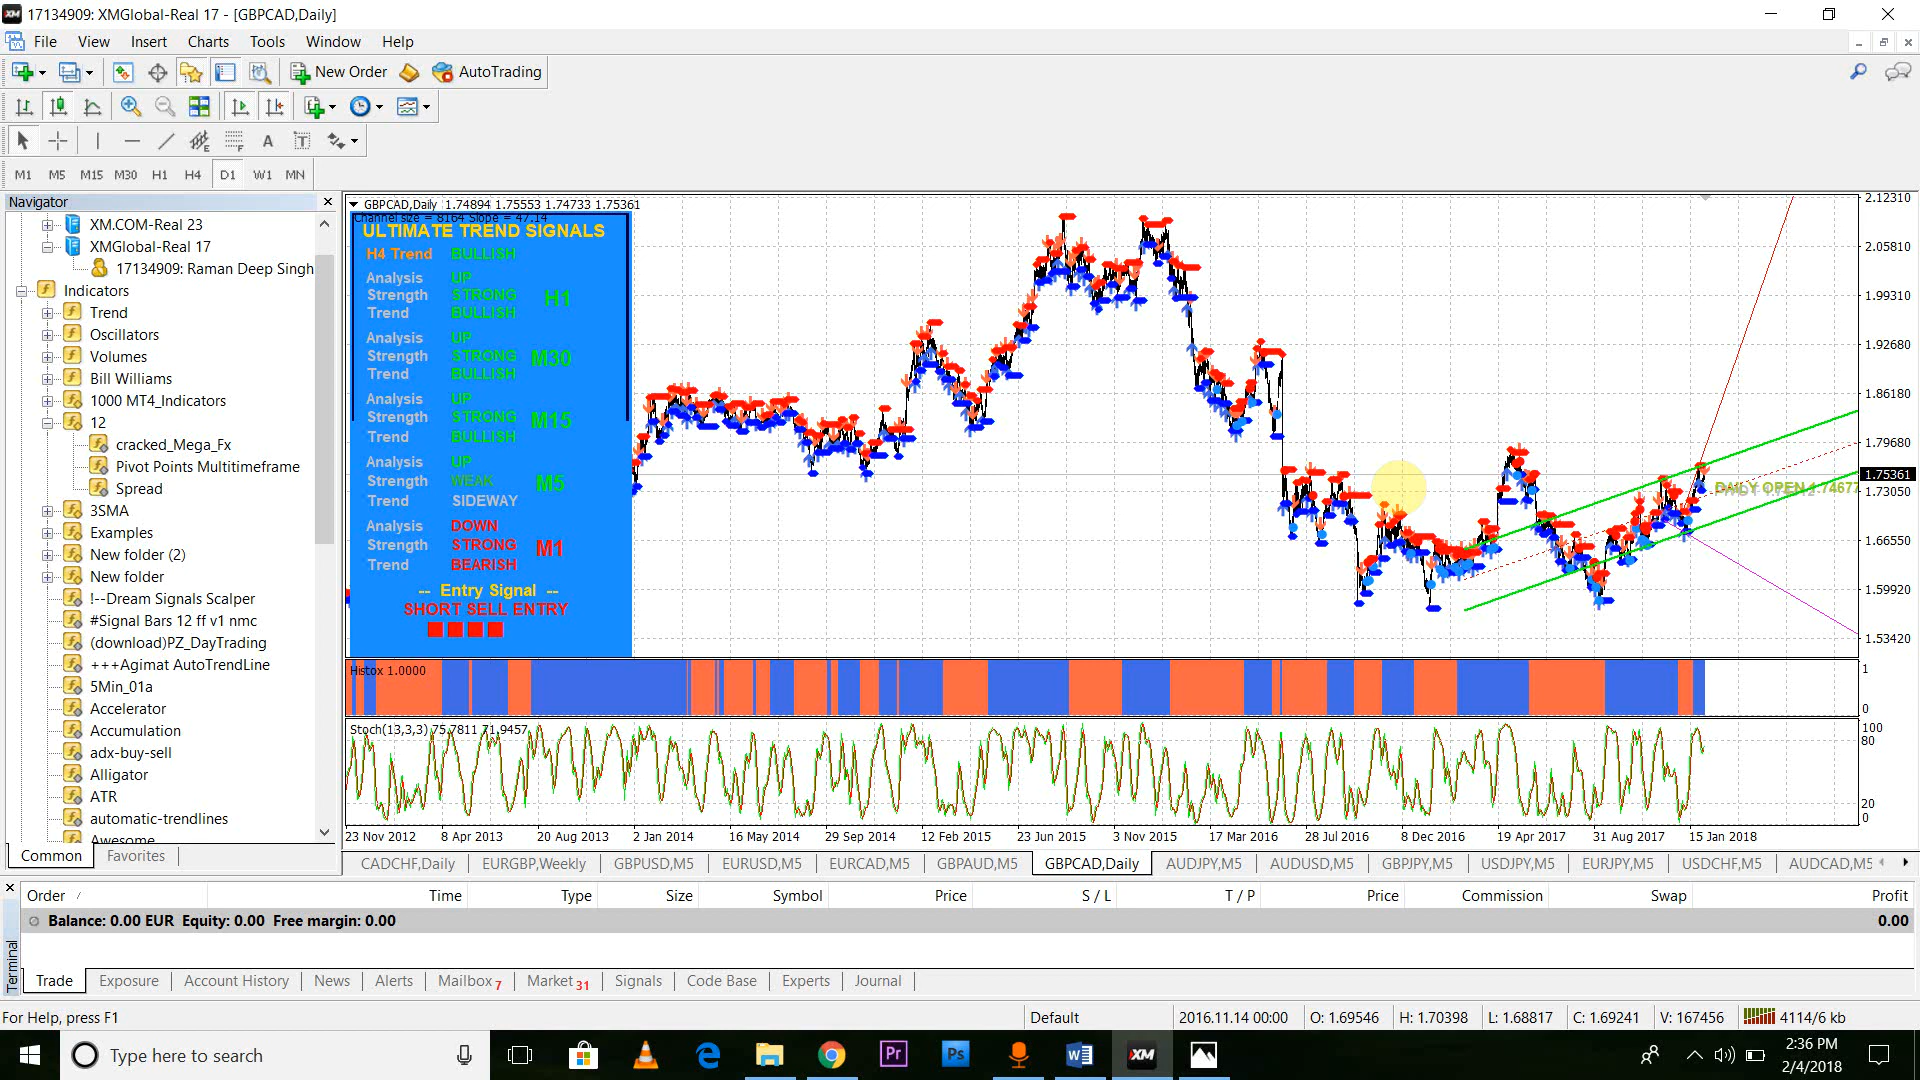 17134909: XMGlobal-Real 17 - [GBPCAD,Daily]
File View Insert Charts Tools Window Help
New Order AutoTrading
M1 M5 M15 M30 H1 H4 D1 W1 MN
Navigator
XM.COM-Real 23
XMGlobal-Real 17
17134909: Raman Deep Singh
Indicators
Trend
Oscillators
Volumes
Bill Williams
1000 MT4_Indicators
12
cracked_Mega_Fx
Pivot Points Multitimeframe
Spread
3SMA
Examples
New folder (2)
New folder
!--Dream Signals Scalper
#Signal Bars 12 ff v1 nmc
(download)PZ_DayTrading
+++Agimat AutoTrendLine
5Min_01a
Accelerator
Accumulation
adx-buy-sell
Alligator
ATR
automatic-trendlines
Awesome
Common Favorites
GBPCAD,Daily 1.74894 1.75553 1.74733 1.75361
Channel size = 8164 Slope = 47.14
ULTIMATE TREND SIGNALS
H4 Trend BULLISH
Analysis UP
Strength STRONG H1
Trend BULLISH
Analysis UP
Strength STRONG M30
Trend BULLISH
Analysis UP
Strength STRONG M15
Trend BULLISH
Analysis UP
Strength WEAK M5
Trend SIDEWAY
Analysis DOWN
Strength STRONG M1
Trend BEARISH
-- Entry Signal --
SHORT SELL ENTRY
DAILY OPEN 1.74677
2.12310
2.05810
1.99310
1.92680
1.86180
1.79680
1.75361
1.73050
1.66550
1.59920
1.53420
Histox 1.0000
1
0
Stoch(13,3,3) 75.7811 71.9457
100
80
20
0
23 Nov 2012 8 Apr 2013 20 Aug 2013 2 Jan 2014 16 May 2014 29 Sep 2014 12 Feb 2015 23 Jun 2015 3 Nov 2015 17 Mar 2016 28 Jul 2016 8 Dec 2016 19 Apr 2017 31 Aug 2017 15 Jan 2018
CADCHF,Daily EURGBP,Weekly GBPUSD,M5 EURUSD,M5 EURCAD,M5 GBPAUD,M5 GBPCAD,Daily AUDJPY,M5 AUDUSD,M5 GBPJPY,M5 USDJPY,M5 EURJPY,M5 USDCHF,M5 AUDCAD,M5
Order / Time Type Size Symbol Price S / L T / P Price Commission Swap Profit
Balance: 0.00 EUR Equity: 0.00 Free margin: 0.00 0.00
Terminal
Trade Exposure Account History News Alerts Mailbox 7 Market 31 Signals Code Base Experts Journal
For Help, press F1 Default 2016.11.14 00:00 O: 1.69546 H: 1.70398 L: 1.68817 C: 1.69241 V: 167456 4114/6 kb
Type here to search
2:36 PM
2/4/2018